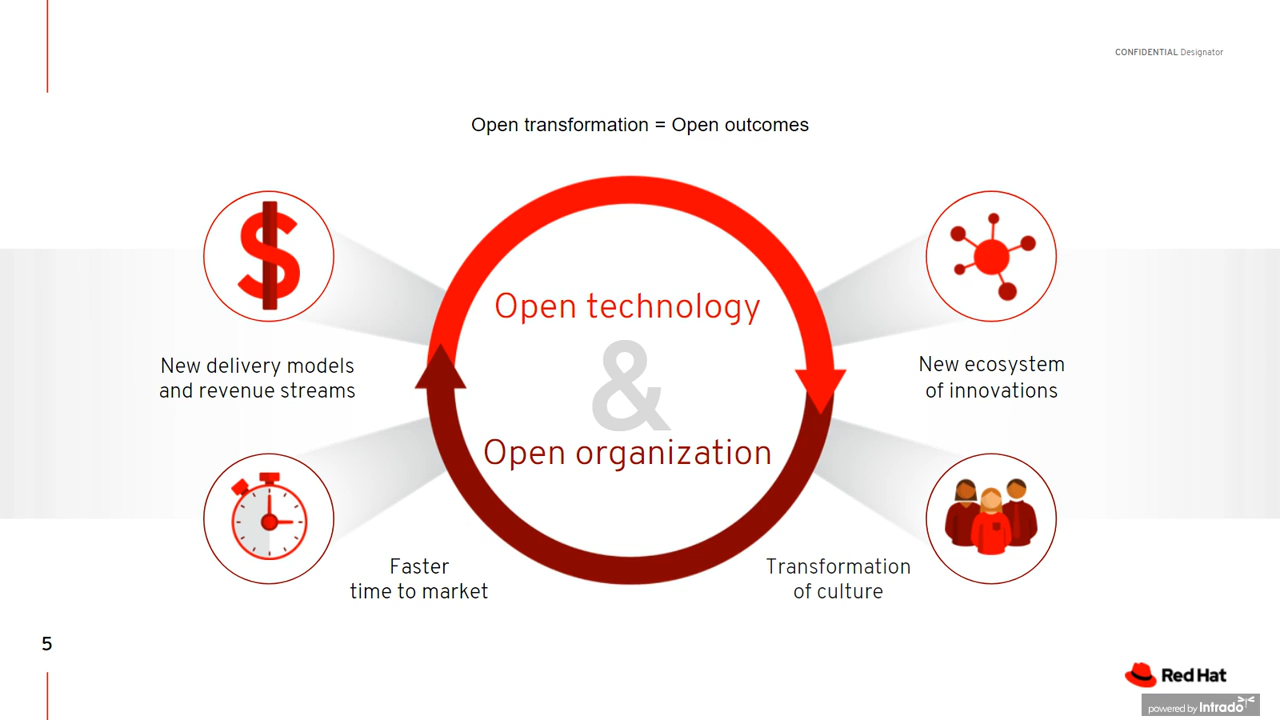 CONFIDENTIAL Designator
Open transformation = Open outcomes
Open technology
&
Open organization
New delivery models
and revenue streams
New ecosystem
of innovations
Faster
time to market
Transformation
of culture
5
Red Hat
powered by Intrado